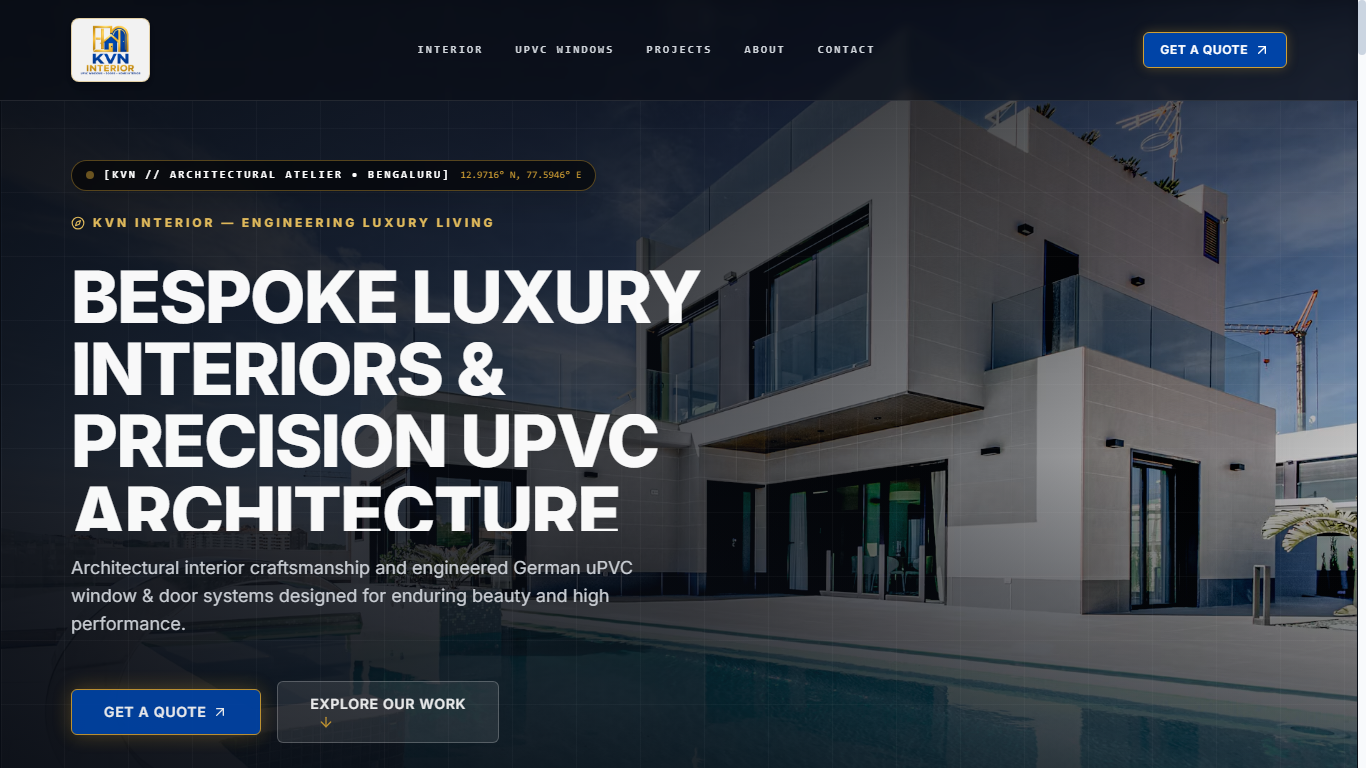 KVN
INTERIOR
INTERIOR
UPVC WINDOWS
PROJECTS
ABOUT
CONTACT
GET A QUOTE
[KVN // ARCHITECTURAL ATELIER • BENGALURU] 12.9716° N, 77.5946° E
KVN INTERIOR — ENGINEERING LUXURY LIVING
BESPOKE LUXURY
INTERIORS &
PRECISION UPVC
ARCHITECTURE
Architectural interior craftsmanship and engineered German uPVC
window & door systems designed for enduring beauty and high
performance.
GET A QUOTE
EXPLORE OUR WORK